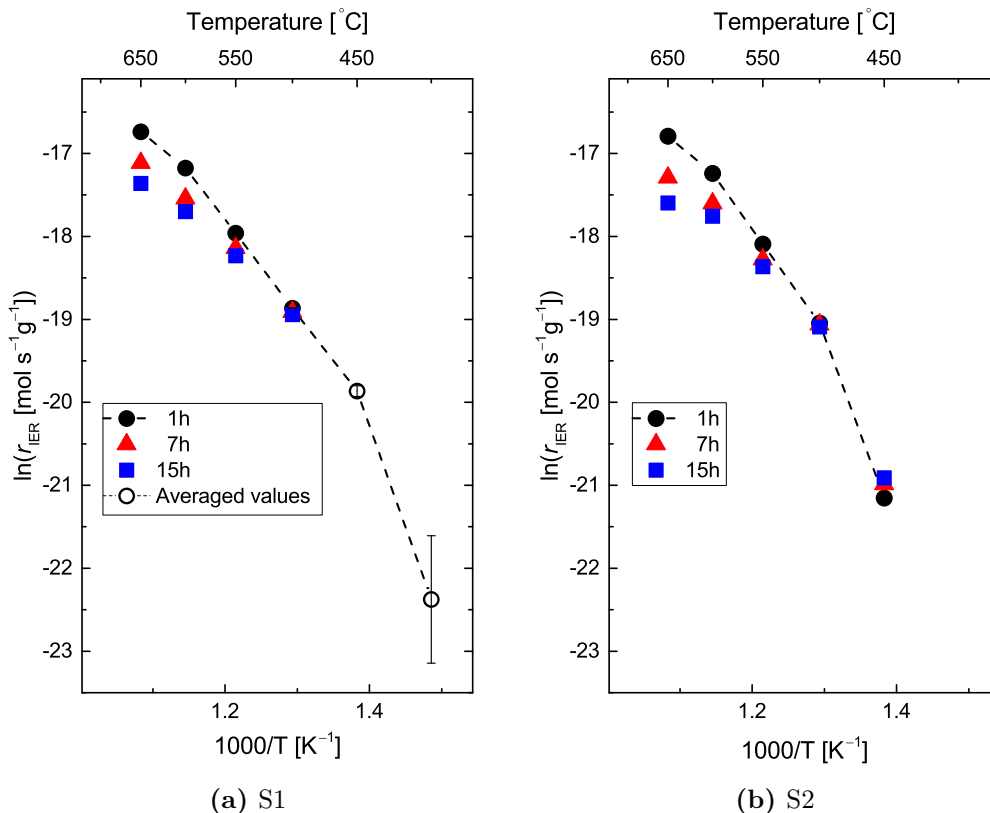 Temperature [°C]
650 550 450
ln(r_IER [mol s⁻¹g⁻¹])
-17
-18
-19
-20
-21
-22
-23
1h
7h
15h
Averaged values
1.2 1.4
1000/T [K⁻¹]
(a) S1
Temperature [°C]
650 550 450
ln(r_IER [mol s⁻¹g⁻¹])
-17
-18
-19
-20
-21
-22
-23
1h
7h
15h
1.2 1.4
1000/T [K⁻¹]
(b) S2